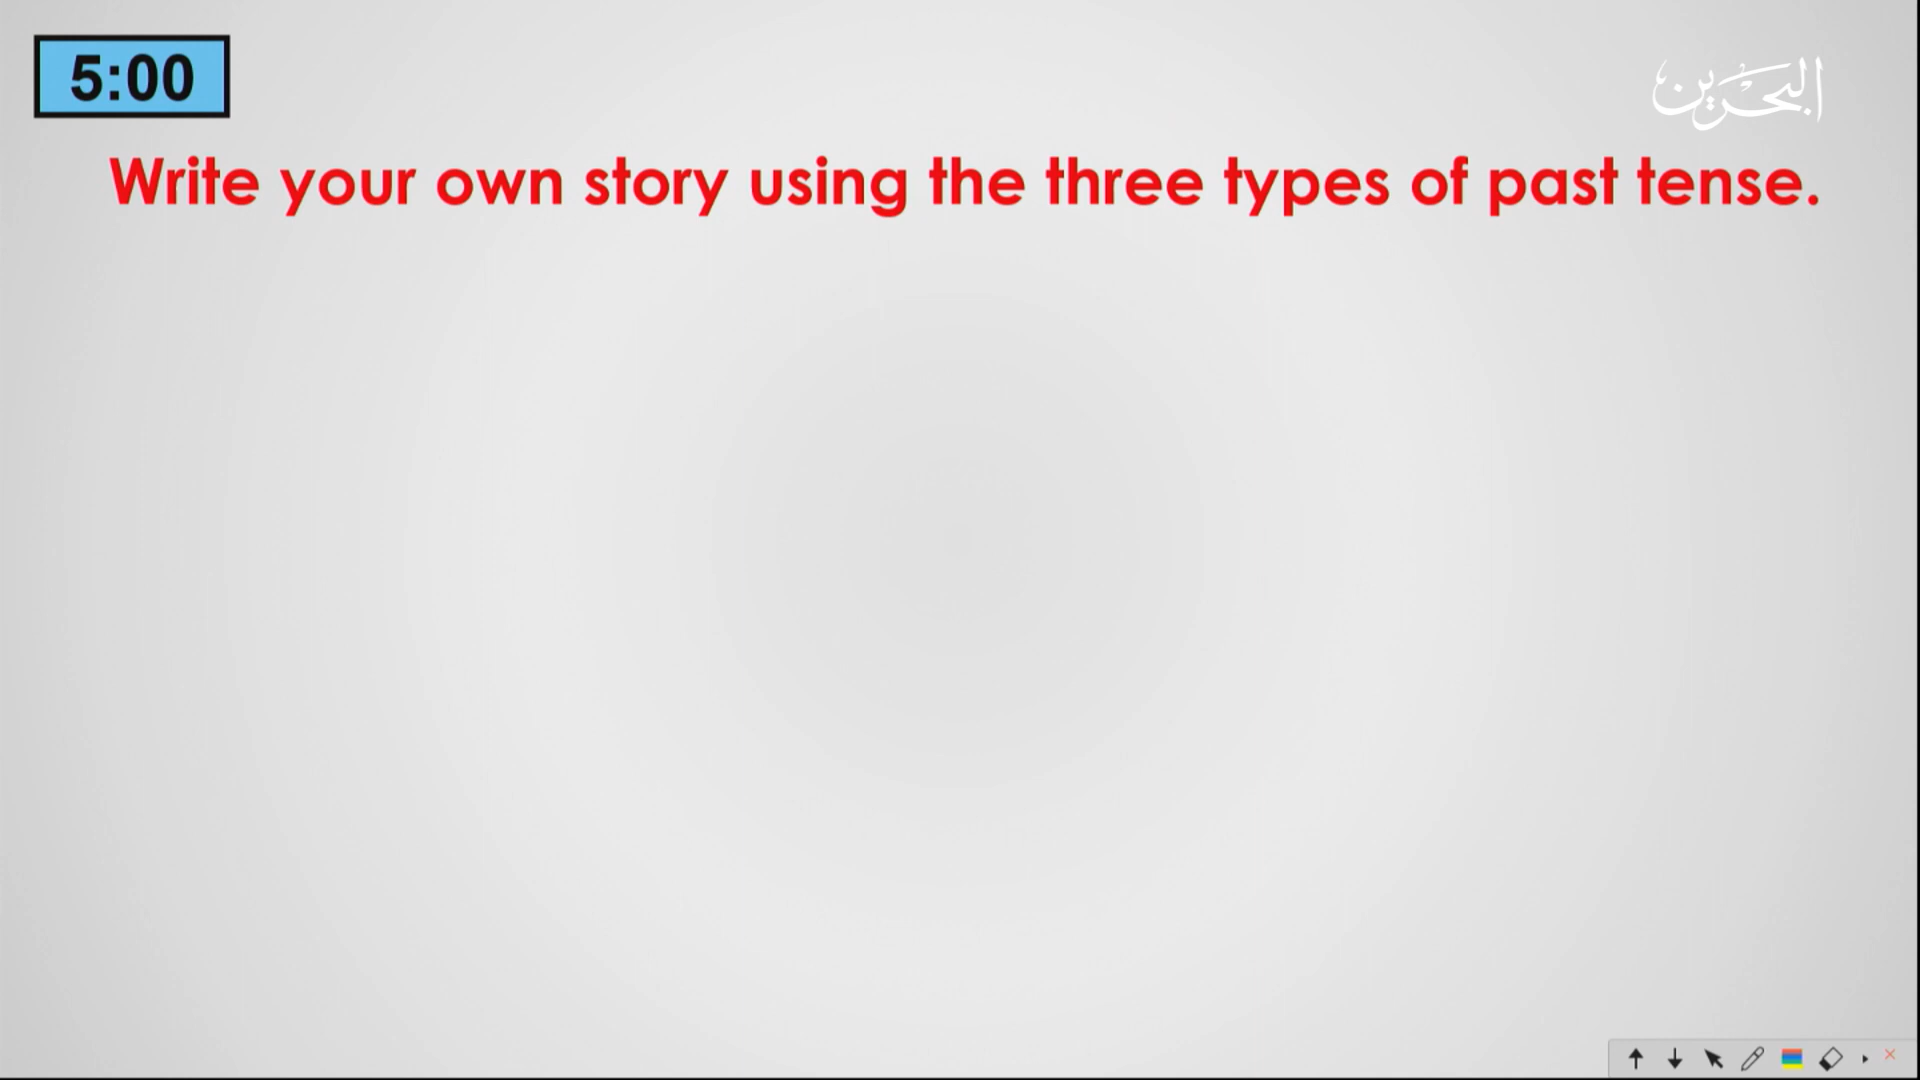 5:00
البحرين
Write your own story using the three types of past tense.